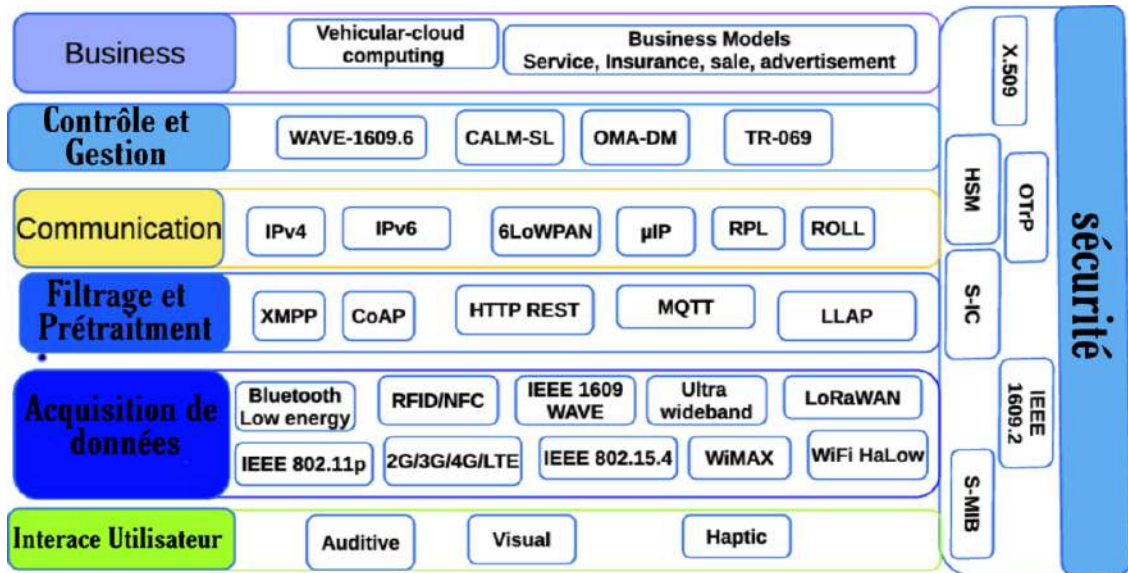 Business
Vehicular-cloud
computing
Business Models
Service, Insurance, sale, advertisement
Contrôle et
Gestion
WAVE-1609.6
CALM-SL
OMA-DM
TR-069
Communication
IPv4
IPv6
6LoWPAN
µIP
RPL
ROLL
Filtrage et
Prétraitment
XMPP
CoAP
HTTP REST
MQTT
LLAP
Acquisition de
données
Bluetooth
Low energy
RFID/NFC
IEEE 1609
WAVE
Ultra
wideband
LoRaWAN
IEEE 802.11p
2G/3G/4G/LTE
IEEE 802.15.4
WiMAX
WiFi HaLow
Interace Utilisateur
Auditive
Visual
Haptic
X.509
HSM
OTrP
S-IC
IEEE
1609.2
S-MIB
sécurité